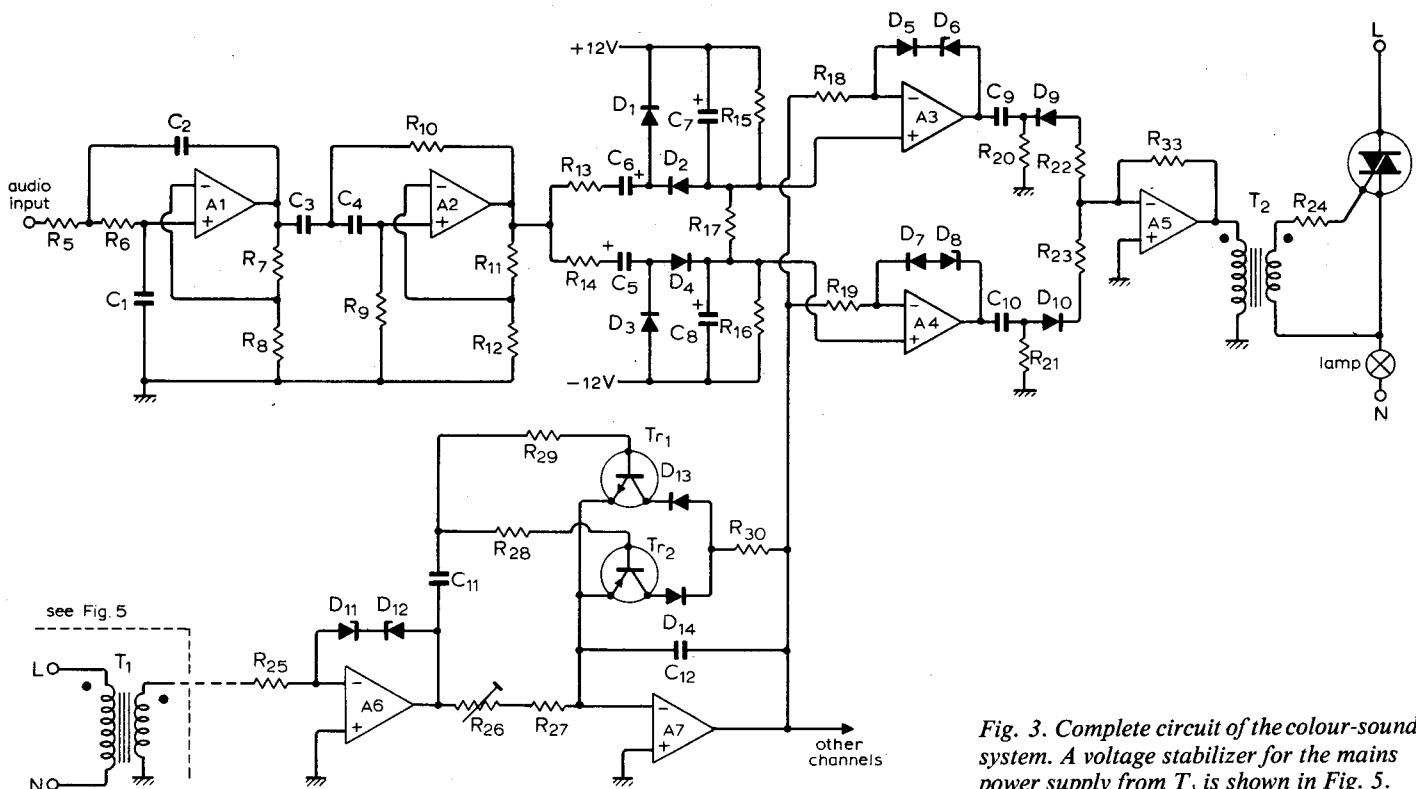 D5 D6
L
+12V
R18
C2
R10
D1
C7 +
R15
A3
C9 D9
R33
audio
input
R13 C6 +
D2
R20
R22
A1
C3 C4
A2
A5
T2 R24
R5 R6
R17
R7
R11
R14 + C5
D4
D7 D8
R23
C1
R9
R19
C10 D10
D3
+ C8
R16
A4
R8
R12
R21
lamp
-12V
N
Tr1
R29
D13
R30
R28
Tr2
C11
see Fig. 5
D11 D12
D14
C12
L
T1
R25
A6
R26 R27
A7
other
channels
N
Fig. 3. Complete circuit of the colour-sound
system. A voltage stabilizer for the mains
power supply from T1 is shown in Fig. 5.